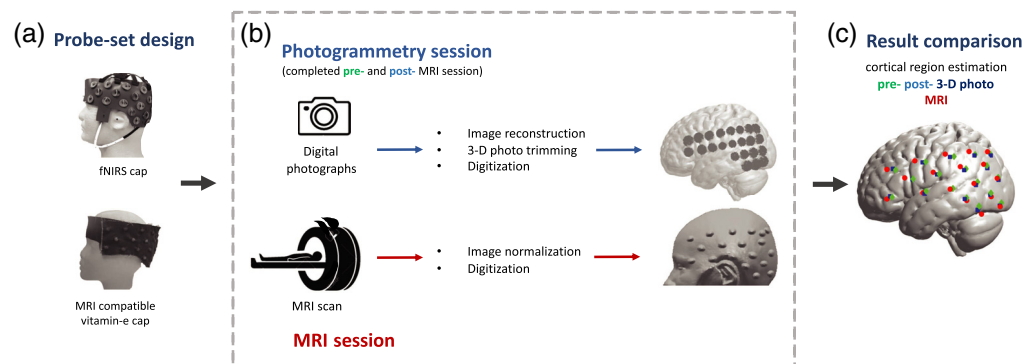 (a) Probe-set design
fNIRS cap
MRI compatible
vitamin-e cap
(b)
Photogrammetry session
(completed pre- and post- MRI session)
Digital
photographs
• Image reconstruction
• 3-D photo trimming
• Digitization
MRI scan
• Image normalization
• Digitization
MRI session
(c) Result comparison
cortical region estimation
pre- post- 3-D photo
MRI